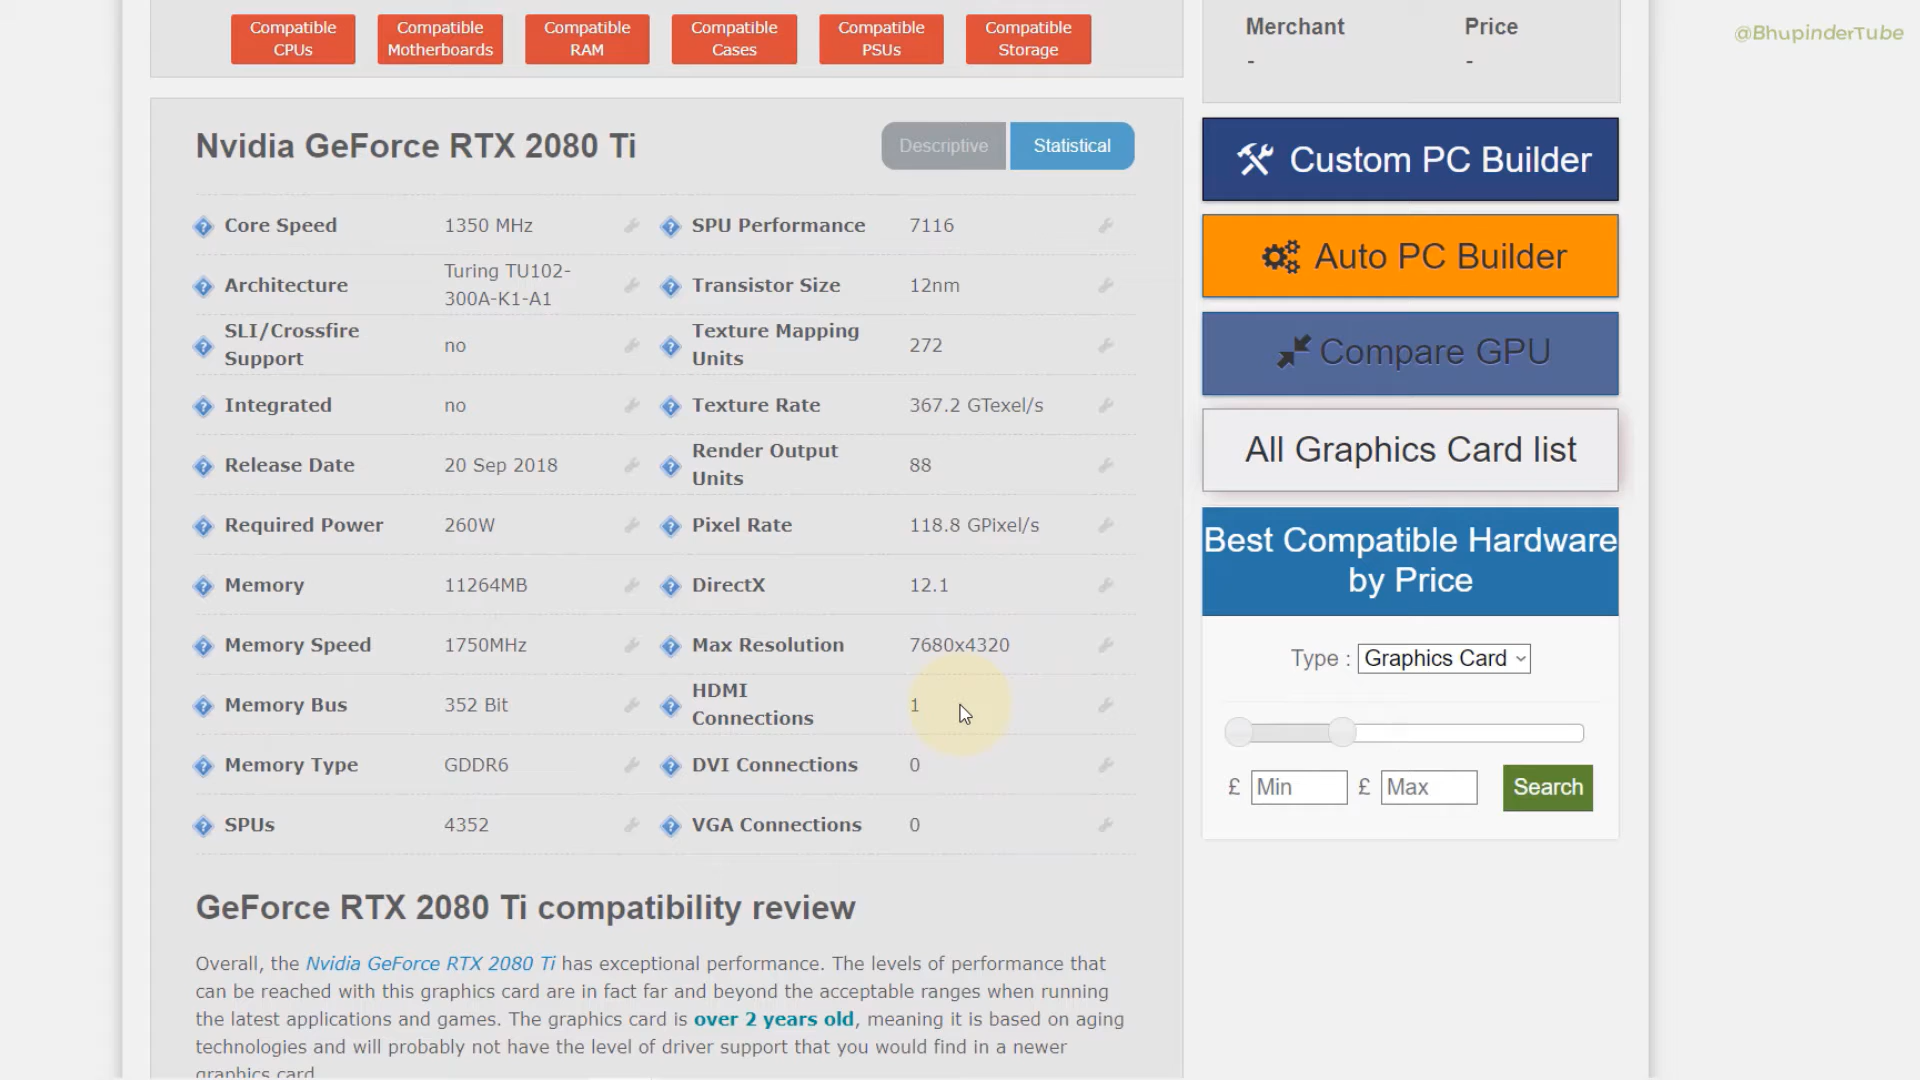 Compatible CPUs
Compatible Motherboards
Compatible RAM
Compatible Cases
Compatible PSUs
Compatible Storage
Merchant Price
- -
@BhupinderTube
Nvidia GeForce RTX 2080 Ti
Descriptive Statistical
Core Speed 1350 MHz SPU Performance 7116
Architecture Turing TU102-300A-K1-A1 Transistor Size 12nm
SLI/Crossfire Support no Texture Mapping Units 272
Integrated no Texture Rate 367.2 GTexel/s
Release Date 20 Sep 2018 Render Output Units 88
Required Power 260W Pixel Rate 118.8 GPixel/s
Memory 11264MB DirectX 12.1
Memory Speed 1750MHz Max Resolution 7680x4320
Memory Bus 352 Bit HDMI Connections 1
Memory Type GDDR6 DVI Connections 0
SPUs 4352 VGA Connections 0
GeForce RTX 2080 Ti compatibility review
Overall, the Nvidia GeForce RTX 2080 Ti has exceptional performance. The levels of performance that
can be reached with this graphics card are in fact far and beyond the acceptable ranges when running
the latest applications and games. The graphics card is over 2 years old, meaning it is based on aging
technologies and will probably not have the level of driver support that you would find in a newer
graphics card.
Custom PC Builder
Auto PC Builder
Compare GPU
All Graphics Card list
Best Compatible Hardware
by Price
Type : Graphics Card
£ Min £ Max Search